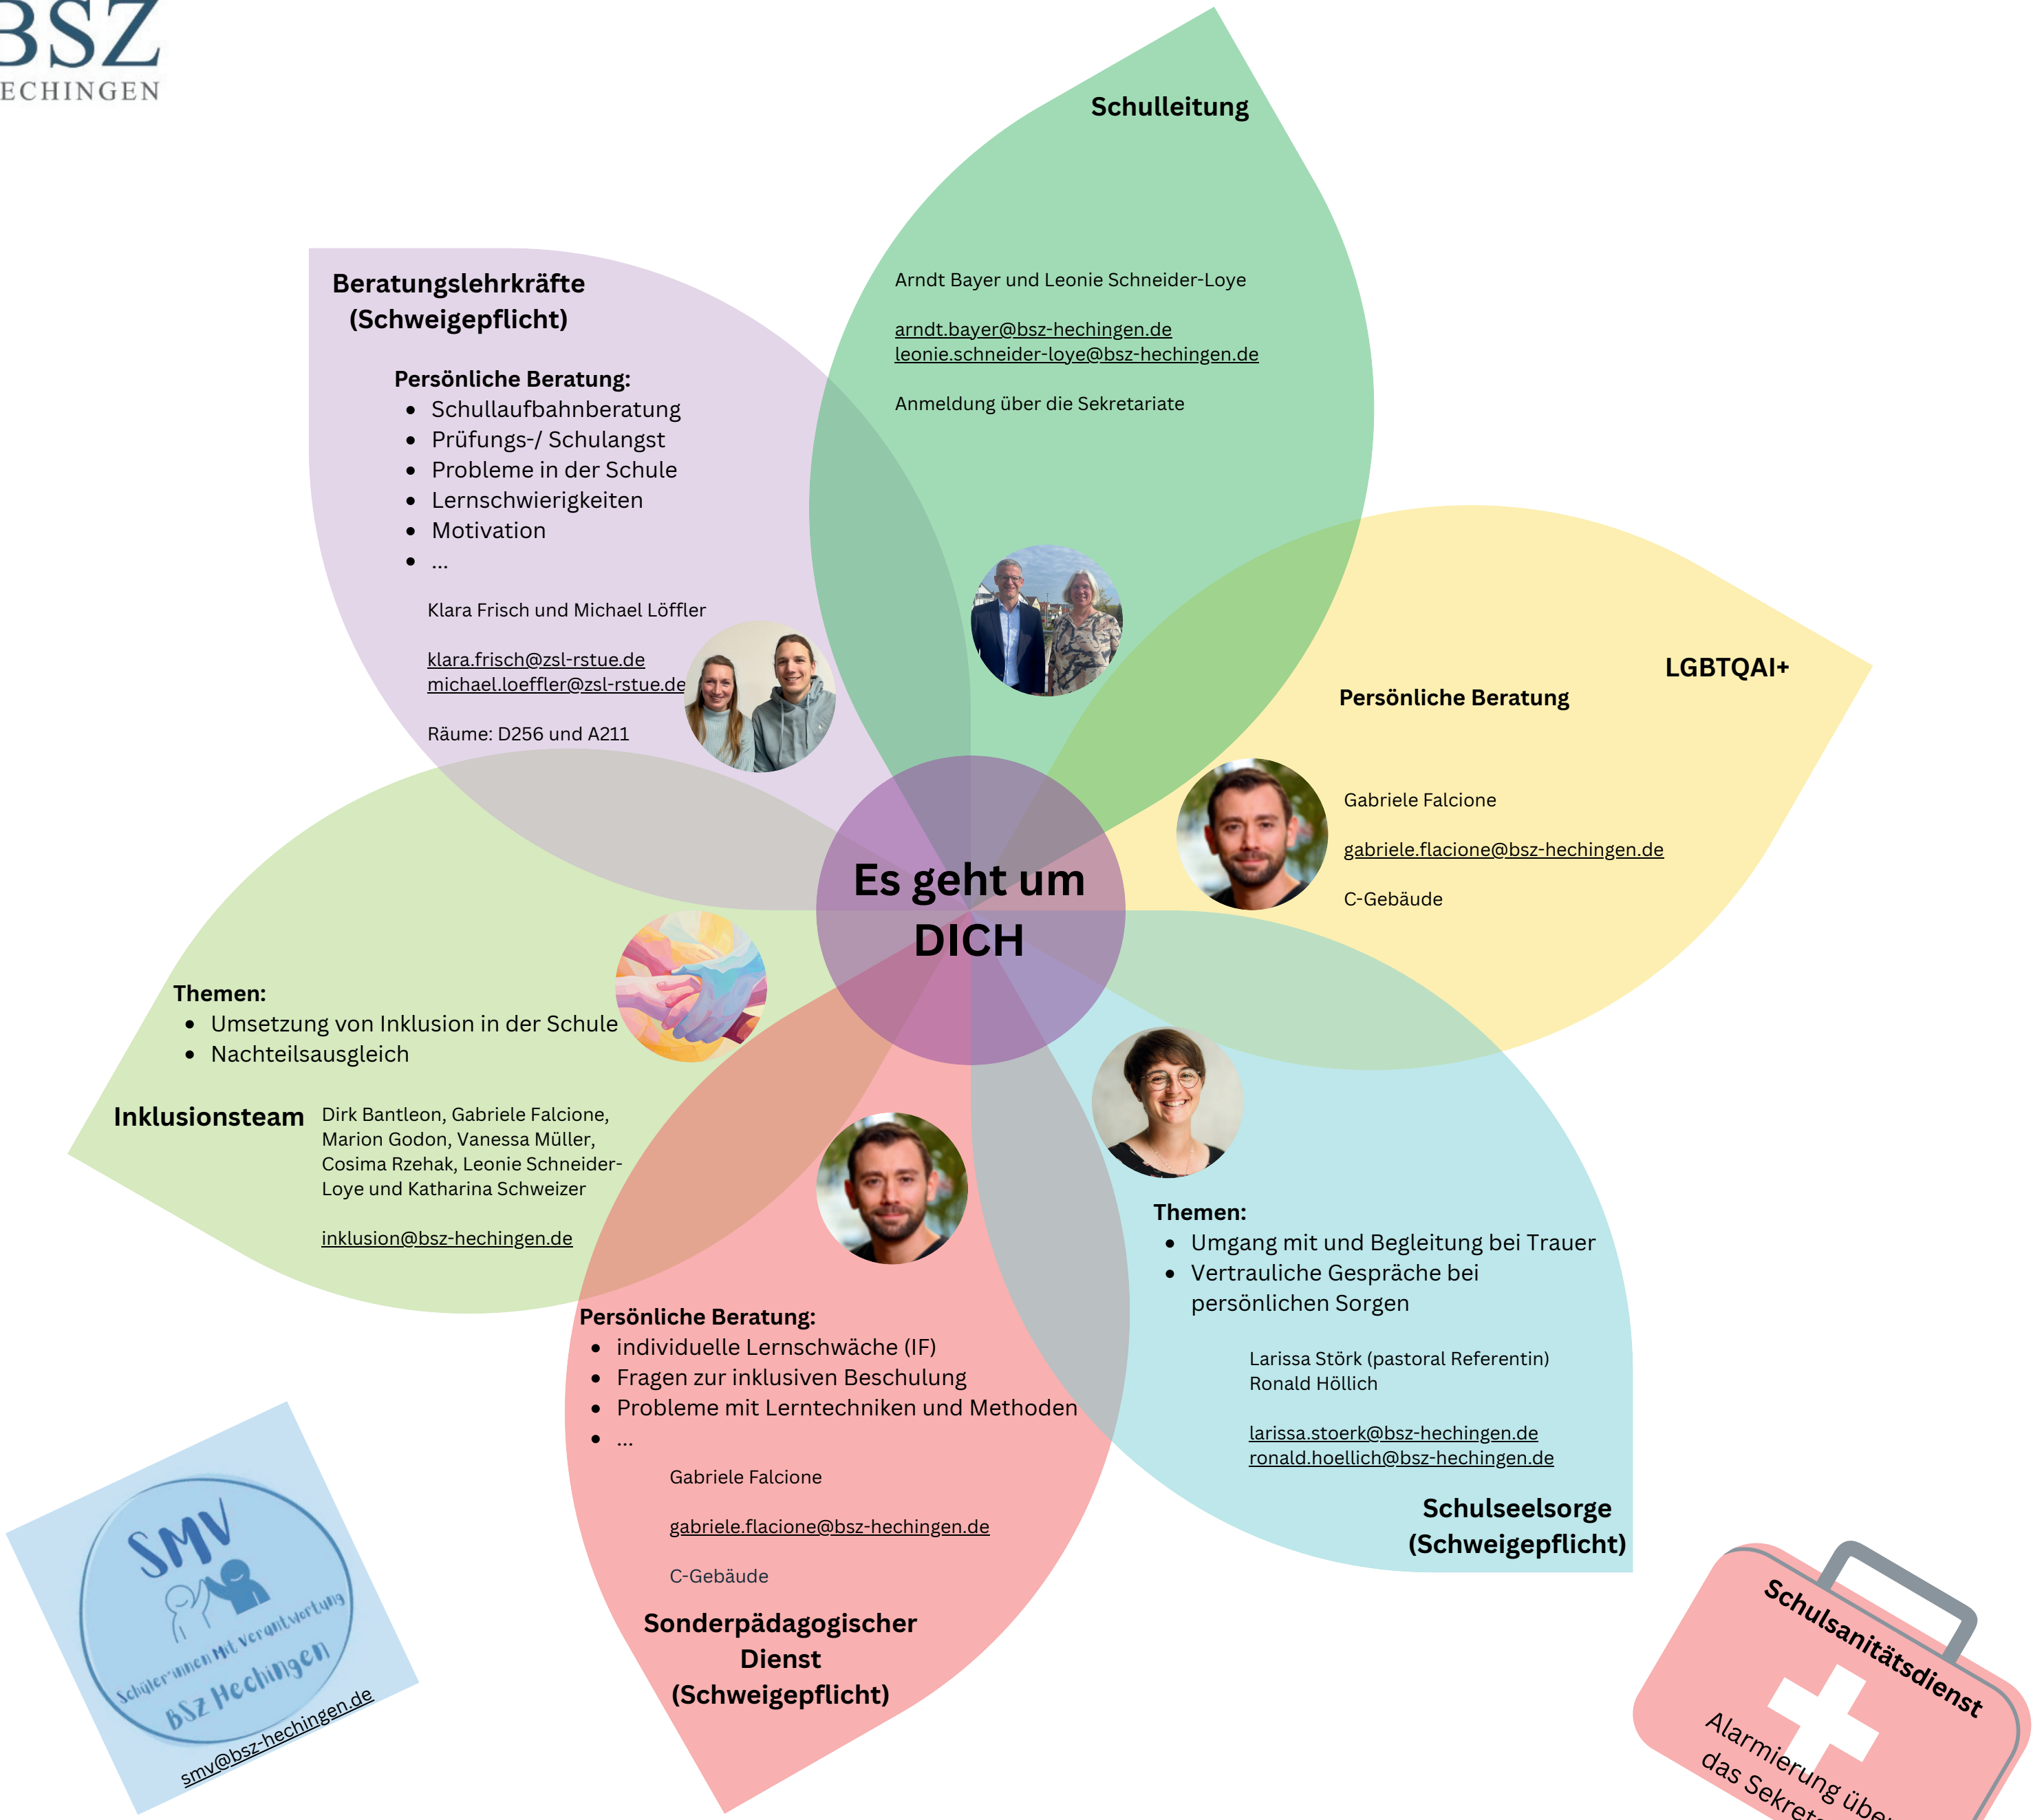 BSZ
ECHINGEN
Schulleitung
Arndt Bayer und Leonie Schneider-Loye
arndt.bayer@bsz-hechingen.de
leonie.schneider-loye@bsz-hechingen.de
Anmeldung über die Sekretariate
Beratungslehrkräfte
(Schweigepflicht)
Persönliche Beratung:
• Schullaufbahnberatung
• Prüfungs-/ Schulangst
• Probleme in der Schule
• Lernschwierigkeiten
• Motivation
• ...
Klara Frisch und Michael Löffler
klara.frisch@zsl-rstue.de
michael.loeffler@zsl-rstue.de
Räume: D256 und A211
LGBTQAI+
Persönliche Beratung
Gabriele Falcione
gabriele.flacione@bsz-hechingen.de
C-Gebäude
Es geht um
DICH
Themen:
• Umsetzung von Inklusion in der Schule
• Nachteilsausgleich
Inklusionsteam
Dirk Bantleon, Gabriele Falcione,
Marion Godon, Vanessa Müller,
Cosima Rzehak, Leonie Schneider-
Loye und Katharina Schweizer
inklusion@bsz-hechingen.de
Themen:
• Umgang mit und Begleitung bei Trauer
• Vertrauliche Gespräche bei
persönlichen Sorgen
Larissa Störk (pastoral Referentin)
Ronald Höllich
larissa.stoerk@bsz-hechingen.de
ronald.hoellich@bsz-hechingen.de
Schulseelsorge
(Schweigepflicht)
Persönliche Beratung:
• individuelle Lernschwäche (IF)
• Fragen zur inklusiven Beschulung
• Probleme mit Lerntechniken und Methoden
• ...
Gabriele Falcione
gabriele.flacione@bsz-hechingen.de
C-Gebäude
Sonderpädagogischer
Dienst
(Schweigepflicht)
SMV
Schüler*innen Mit Verantwortung
BSZ Hechingen
smv@bsz-hechingen.de
Schulsanitätsdienst
Alarmierung über
das Sekret